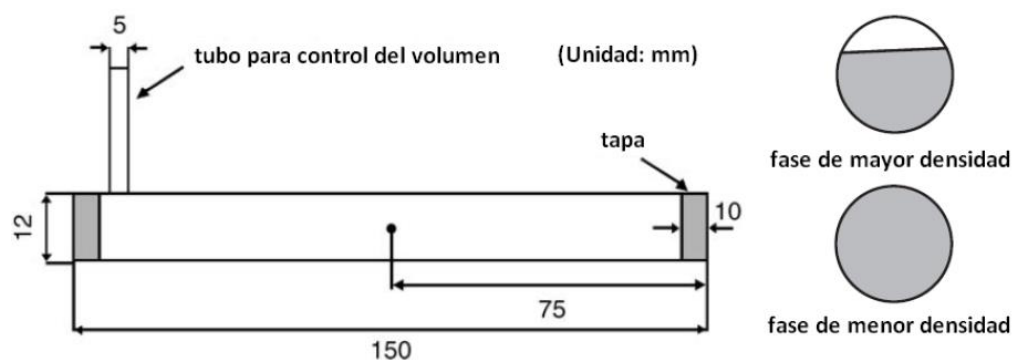 5
tubo para control del volumen
(Unidad: mm)
tapa
fase de mayor densidad
12
10
75
150
fase de menor densidad